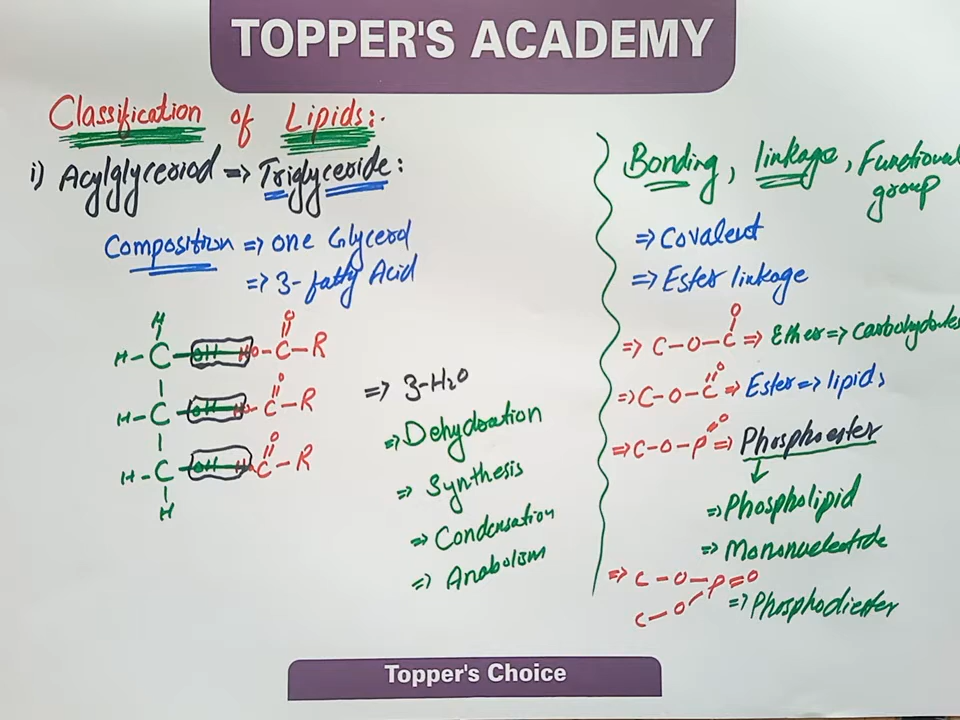 TOPPER'S ACADEMY
Classification of Lipids:.
i) Acylglycerol => Triglyceride:
Composition => one Glycerol
=> 3-fatty Acid
H O
H-C-OH HO-C-R
O
H-C-OH HO-C-R
O
H-C-OH HO-C-R
H
=> 3-H2O
=> Dehydration
=> Synthesis
=> Condensation
=> Anabolism
Bonding, linkage, Functional
group
=> Covalent
=> Ester linkage
O
=> C-O-C => Ether => Carbohydrates
O
=> C-O-C => Ester => lipids
O
=> C-O-P => Phosphoester
=> Phospholipid
=> Mononucleotide
=> C-O-P=O
C-O => Phosphodiester
Topper's Choice